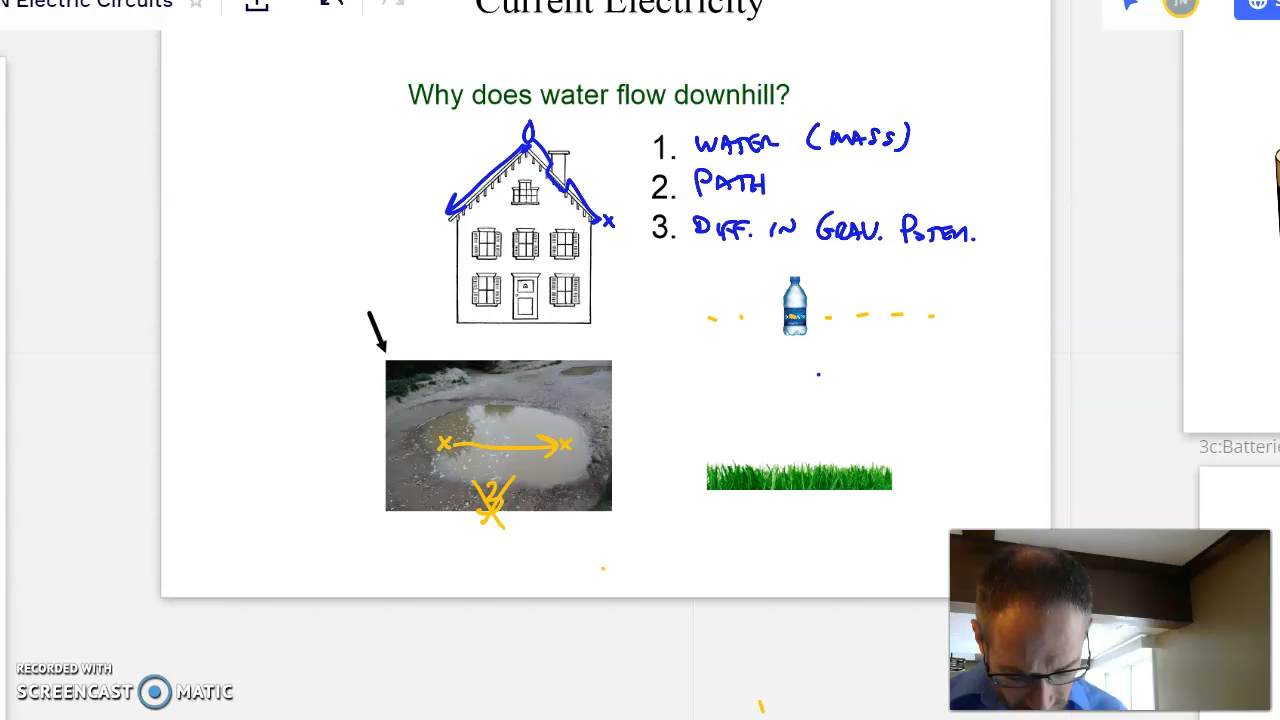 N Electric Circuits
Current Electricity
Why does water flow downhill?
1. WATER (MASS)
2. PATH
3. DIFF. IN GRAV. POTEN.
3c:Batterie
RECORDED WITH
SCREENCAST MATIC